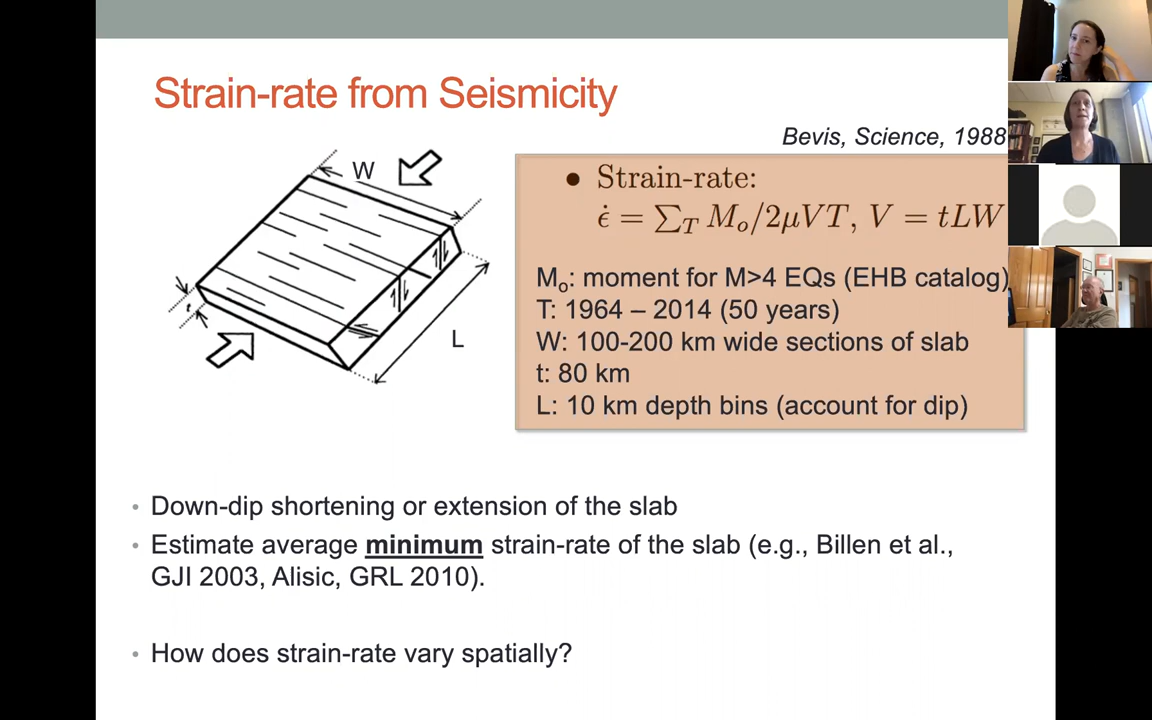 Strain-rate from Seismicity
Bevis, Science, 1988
W
L
t
• Strain-rate:
ϵ̇ = ∑_T M_o/2μVT, V = tLW
M_o: moment for M>4 EQs (EHB catalog)
T: 1964 – 2014 (50 years)
W: 100-200 km wide sections of slab
t: 80 km
L: 10 km depth bins (account for dip)
• Down-dip shortening or extension of the slab
• Estimate average minimum strain-rate of the slab (e.g., Billen et al.,
GJI 2003, Alisic, GRL 2010).
• How does strain-rate vary spatially?